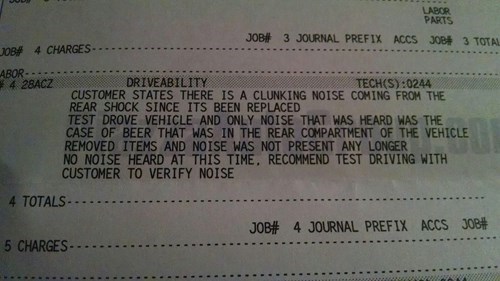 LABOR
PARTS
JOB# 3 JOURNAL PREFIX ACCS JOB# 3 TOTAL
JOB# 4 CHARGES
LABOR
# 4 2BACZ DRIVEABILITY TECH(S):0244
CUSTOMER STATES THERE IS A CLUNKING NOISE COMING FROM THE
REAR SHOCK SINCE ITS BEEN REPLACED
TEST DROVE VEHICLE AND ONLY NOISE THAT WAS HEARD WAS THE
CASE OF BEER THAT WAS IN THE REAR COMPARTMENT OF THE VEHICLE
REMOVED ITEMS AND NOISE WAS NOT PRESENT ANY LONGER
NO NOISE HEARD AT THIS TIME, RECOMMEND TEST DRIVING WITH
CUSTOMER TO VERIFY NOISE
4 TOTALS
JOB# 4 JOURNAL PREFIX ACCS JOB#
5 CHARGES